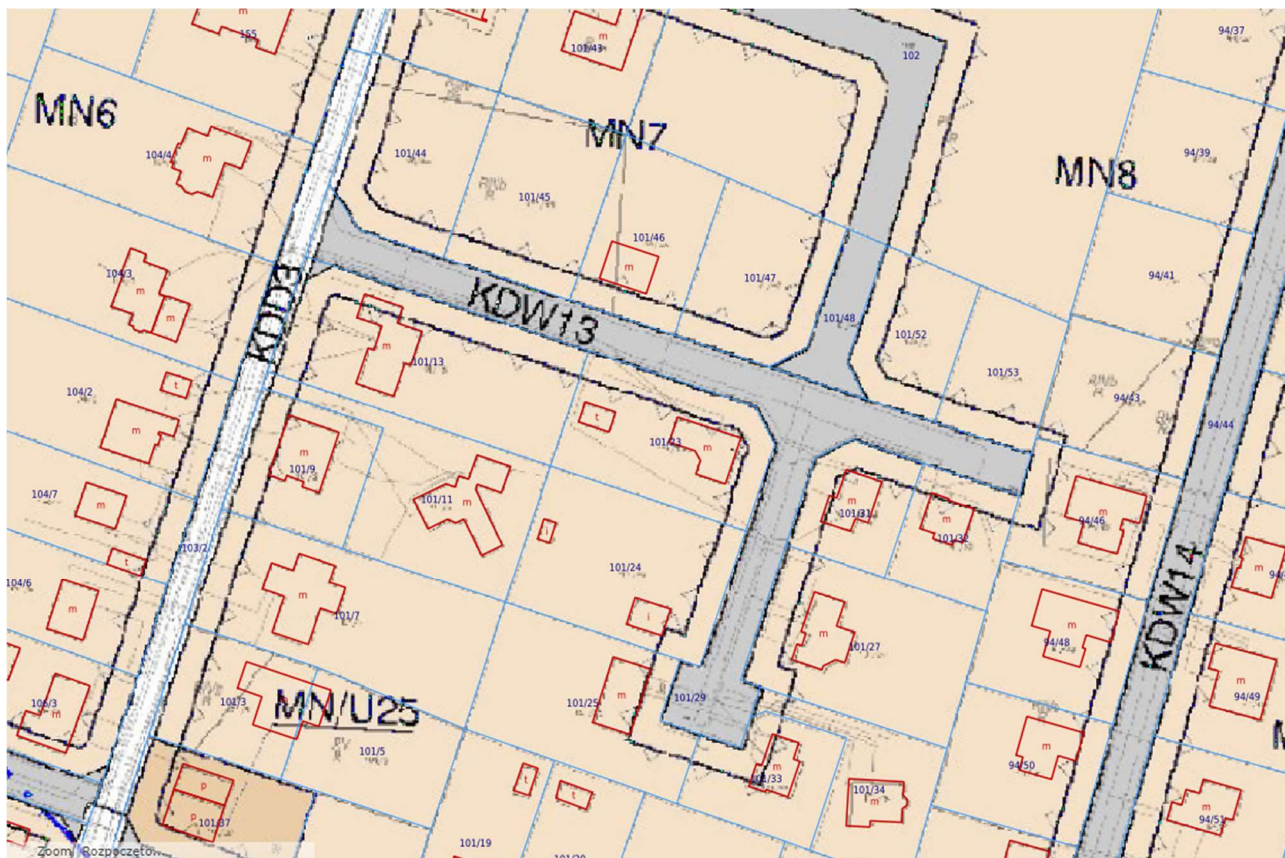 m
155
101/43
m
94/37
102
MN6
MN7
MN8
104/4
m
101/44
101/45
101/46
m
101/47
94/39
94/41
104/3
m
m
KDW13
101/48
101/52
101/53
94/43
94/44
101/13
m
104/2
t
m
m
101/9
t
101/23
m
101/11
m
101/31
m
m
101/32
94/46
m
104/7
m
103/2
t
101/24
104/6
m
m
101/7
i
m
101/27
m
94/48
KDW14
m
101/3
MN/U25
101/5
101/25
m
101/29
m
94/49
m
94/50
m
101/33
m
101/34
m
t
t
p
p
101/37
m
94/51
101/19
Zoom Rozpoczęto...